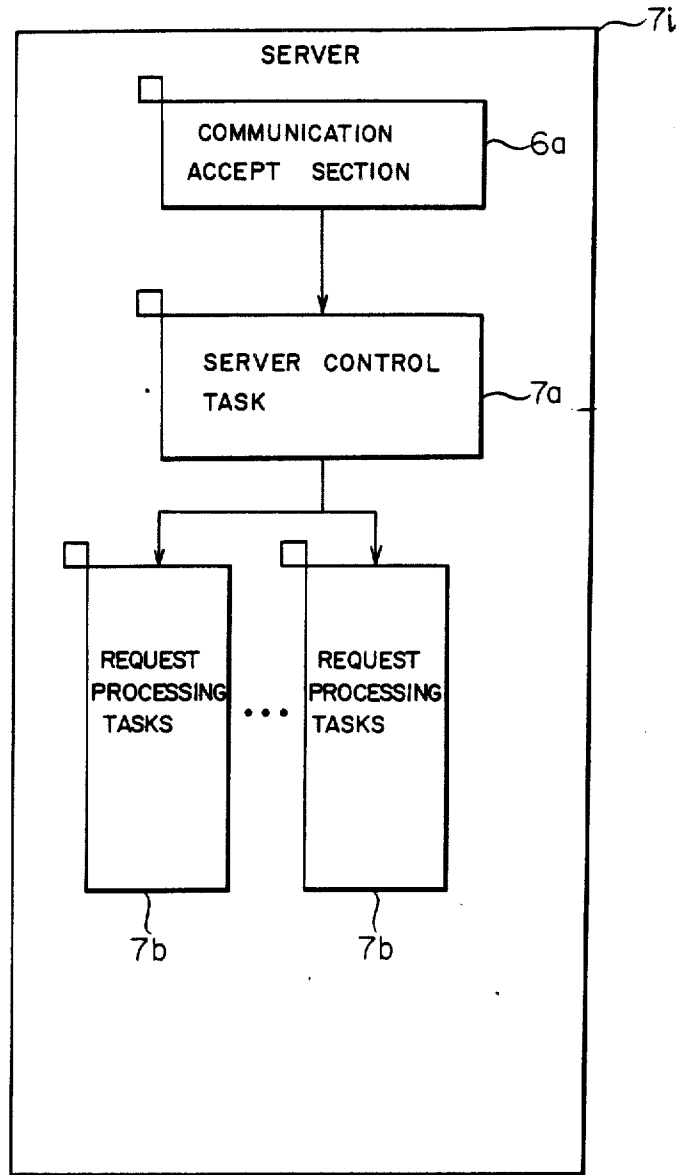 7i
SERVER
COMMUNICATION
ACCEPT SECTION
6a
SERVER CONTROL
TASK
7a
REQUEST
PROCESSING
TASKS
...
REQUEST
PROCESSING
TASKS
7b
7b